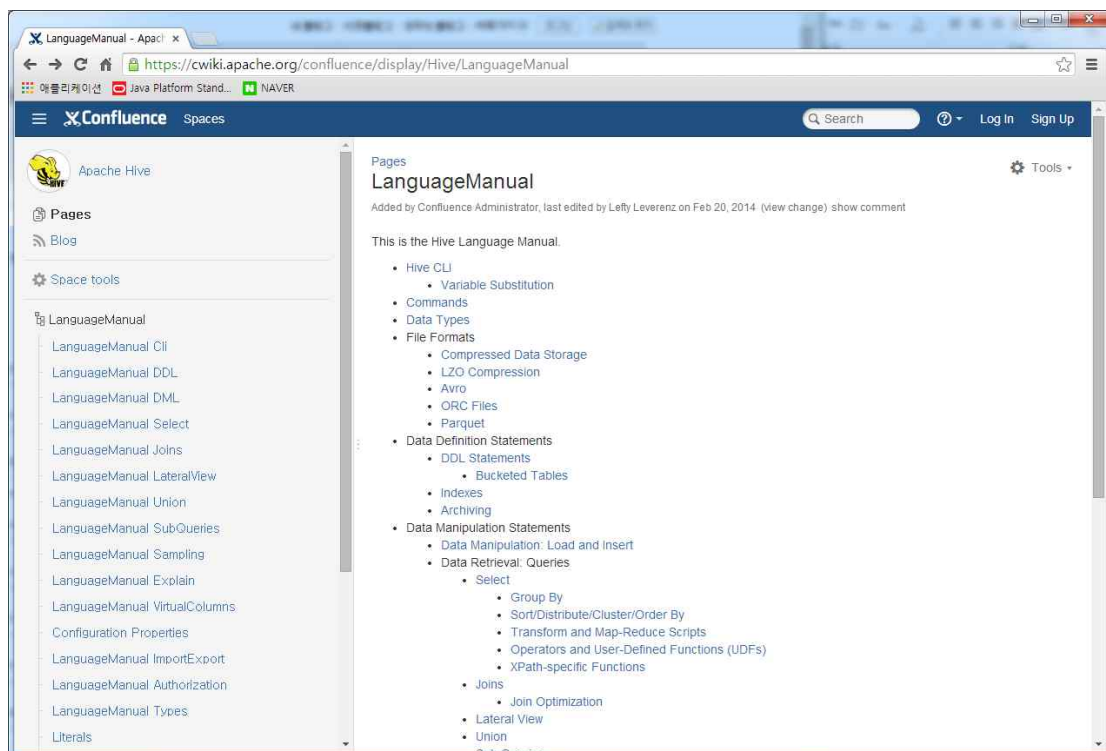 LanguageManual - Apacl
https://cwiki.apache.org/confluence/display/Hive/LanguageManual
애플리케이션 Java Platform Stand... NAVER
Confluence Spaces Search Log In Sign Up
HIVE
Apache Hive
Pages
Blog
Space tools
LanguageManual
LanguageManual Cli
LanguageManual DDL
LanguageManual DML
LanguageManual Select
LanguageManual Joins
LanguageManual LateralView
LanguageManual Union
LanguageManual SubQueries
LanguageManual Sampling
LanguageManual Explain
LanguageManual VirtualColumns
Configuration Properties
LanguageManual ImportExport
LanguageManual Authorization
LanguageManual Types
Literals
Pages
Tools
LanguageManual
Added by Confluence Administrator, last edited by Lefty Leverenz on Feb 20, 2014 (view change) show comment
This is the Hive Language Manual.
• Hive CLI
• Variable Substitution
• Commands
• Data Types
• File Formats
• Compressed Data Storage
• LZO Compression
• Avro
• ORC Files
• Parquet
• Data Definition Statements
• DDL Statements
• Bucketed Tables
• Indexes
• Archiving
• Data Manipulation Statements
• Data Manipulation: Load and Insert
• Data Retrieval: Queries
• Select
• Group By
• Sort/Distribute/Cluster/Order By
• Transform and Map-Reduce Scripts
• Operators and User-Defined Functions (UDFs)
• XPath-specific Functions
• Joins
• Join Optimization
• Lateral View
• Union